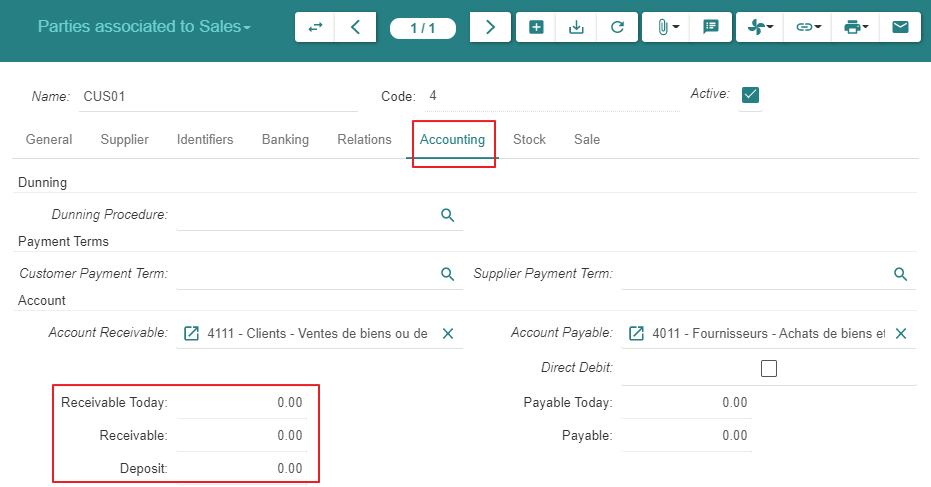 Parties associated to Sales
1 / 1
Name: CUS01 Code: 4 Active:
General Supplier Identifiers Banking Relations Accounting Stock Sale
Dunning
Dunning Procedure:
Payment Terms
Customer Payment Term: Supplier Payment Term:
Account
Account Receivable: 4111 - Clients - Ventes de biens ou de Account Payable: 4011 - Fournisseurs - Achats de biens et
Direct Debit:
Receivable Today: 0.00 Payable Today: 0.00
Receivable: 0.00 Payable: 0.00
Deposit: 0.00